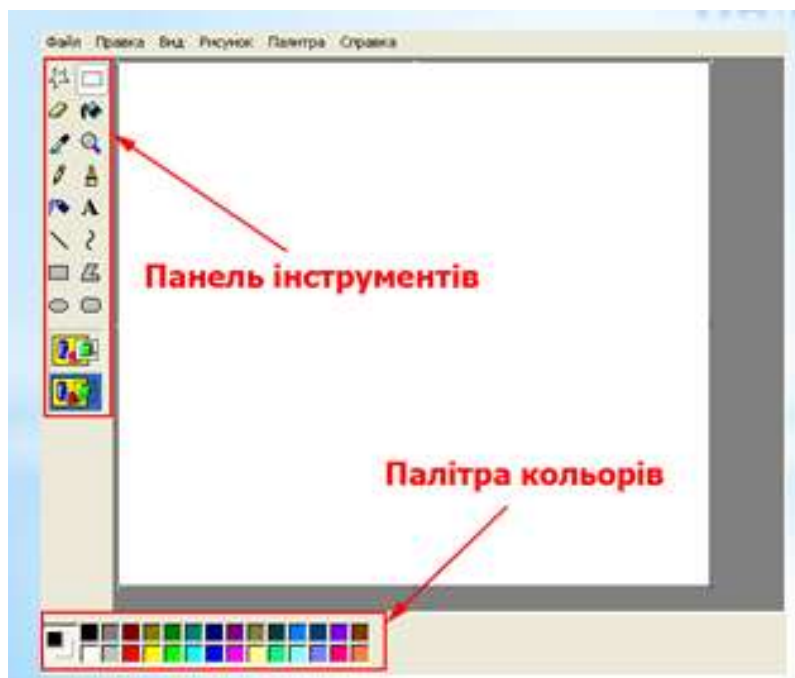 Файл Правка Вид Рисунок Палитра Справка
A
Панель інструментів
Палітра кольорів